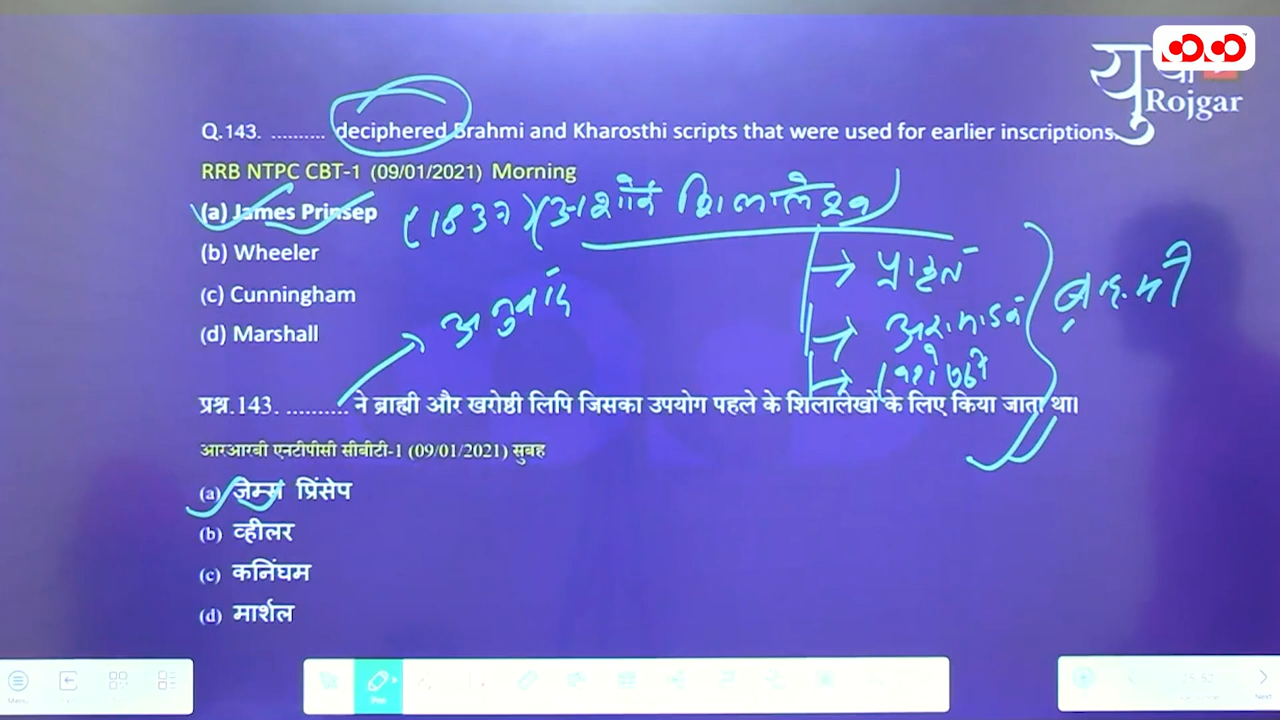 युवा
Rojgar
Q.143. .......... deciphered Brahmi and Kharosthi scripts that were used for earlier inscriptions.
RRB NTPC CBT-1 (09/01/2021) Morning
(a) James Prinsep
(1837) (अशोक शिलालेख)
(b) Wheeler
(c) Cunningham
(d) Marshall
अनुवाद
प्रश्न.143. .......... ने ब्राह्मी और खरोष्ठी लिपि जिसका उपयोग पहले के शिलालेखों के लिए किया जाता था।
आरआरबी एनटीपीसी सीबीटी-1 (09/01/2021) सुबह
(a) जेम्स प्रिंसेप
(b) व्हीलर
(c) कनिंघम
(d) मार्शल
Pen
Next